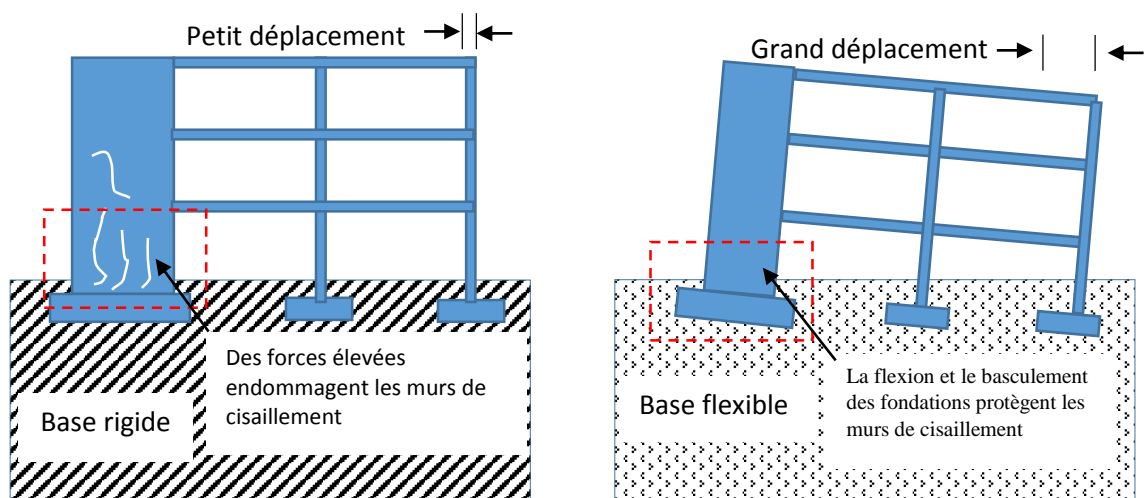 Petit déplacement
Des forces élevées
endommagent les murs de
cisaillement
Base rigide
Grand déplacement
La flexion et le basculement
des fondations protègent les
murs de cisaillement
Base flexible